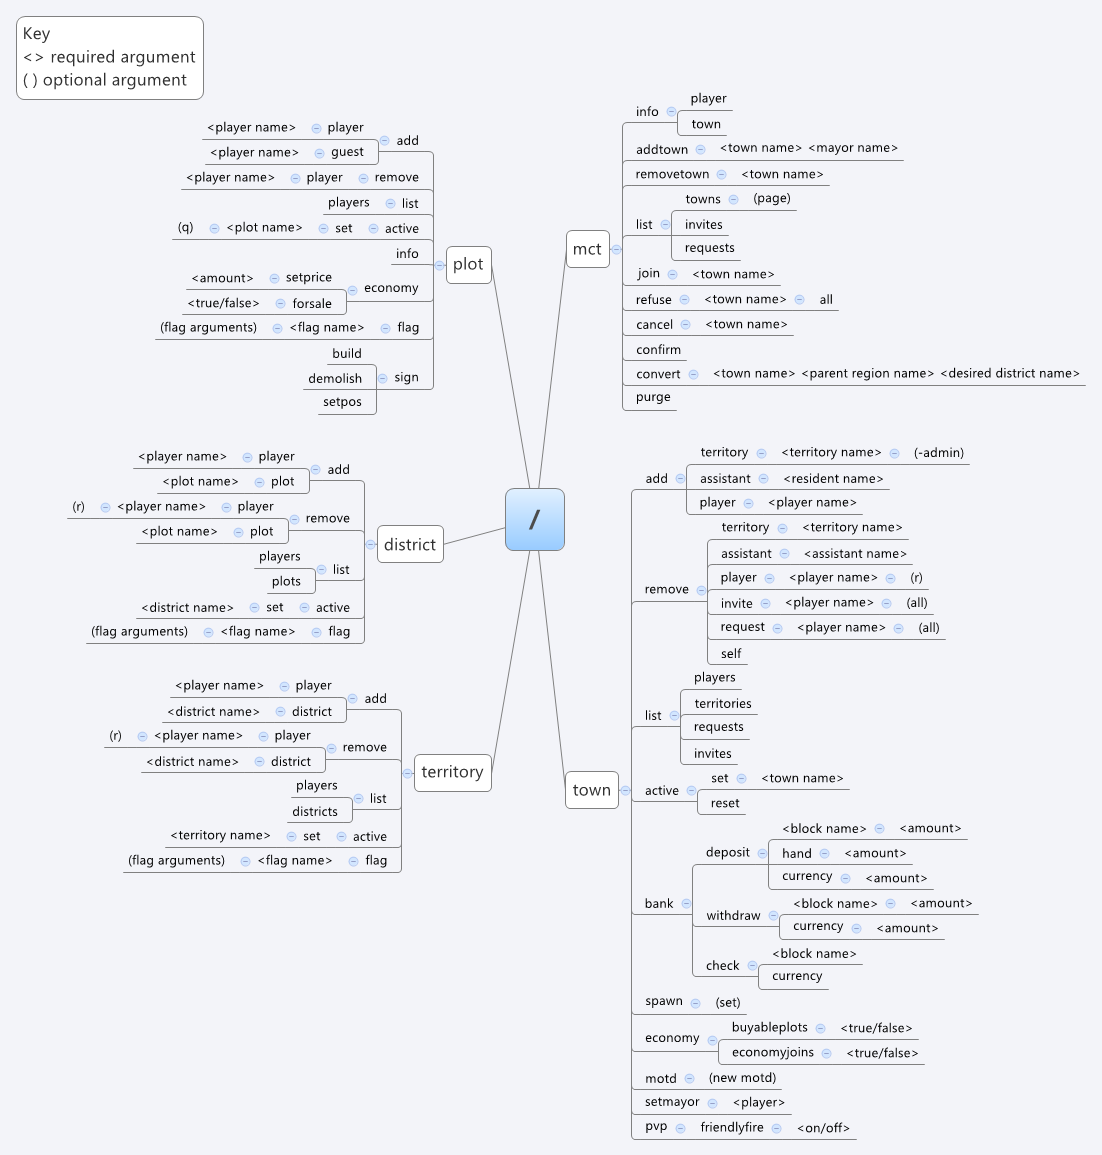 Key
<> required argument
( ) optional argument
/
plot
<player name> player add
<player name> guest
<player name> player remove
players list
(q) <plot name> set active
info
<amount> setprice economy
<true/false> forsale
(flag arguments) <flag name> flag
build
demolish sign
setpos
district
<player name> player add
<plot name> plot
(r) <player name> player remove
<plot name> plot
players list
plots
<district name> set active
(flag arguments) <flag name> flag
territory
<player name> player add
<district name> district
(r) <player name> player remove
<district name> district
players list
districts
<territory name> set active
(flag arguments) <flag name> flag
mct
info player
town
addtown <town name> <mayor name>
removetown <town name>
list towns (page)
invites
requests
join <town name>
refuse <town name> all
cancel <town name>
confirm
convert <town name> <parent region name> <desired district name>
purge
town
add territory <territory name> (-admin)
assistant <resident name>
player <player name>
remove territory <territory name>
assistant <assistant name>
player <player name> (r)
invite <player name> (all)
request <player name> (all)
self
list players
territories
requests
invites
active set <town name>
reset
bank deposit <block name> <amount>
hand <amount>
currency <amount>
withdraw <block name> <amount>
currency <amount>
check <block name>
currency
spawn (set)
economy buyableplots <true/false>
economyjoins <true/false>
motd (new motd)
setmayor <player>
pvp friendlyfire <on/off>